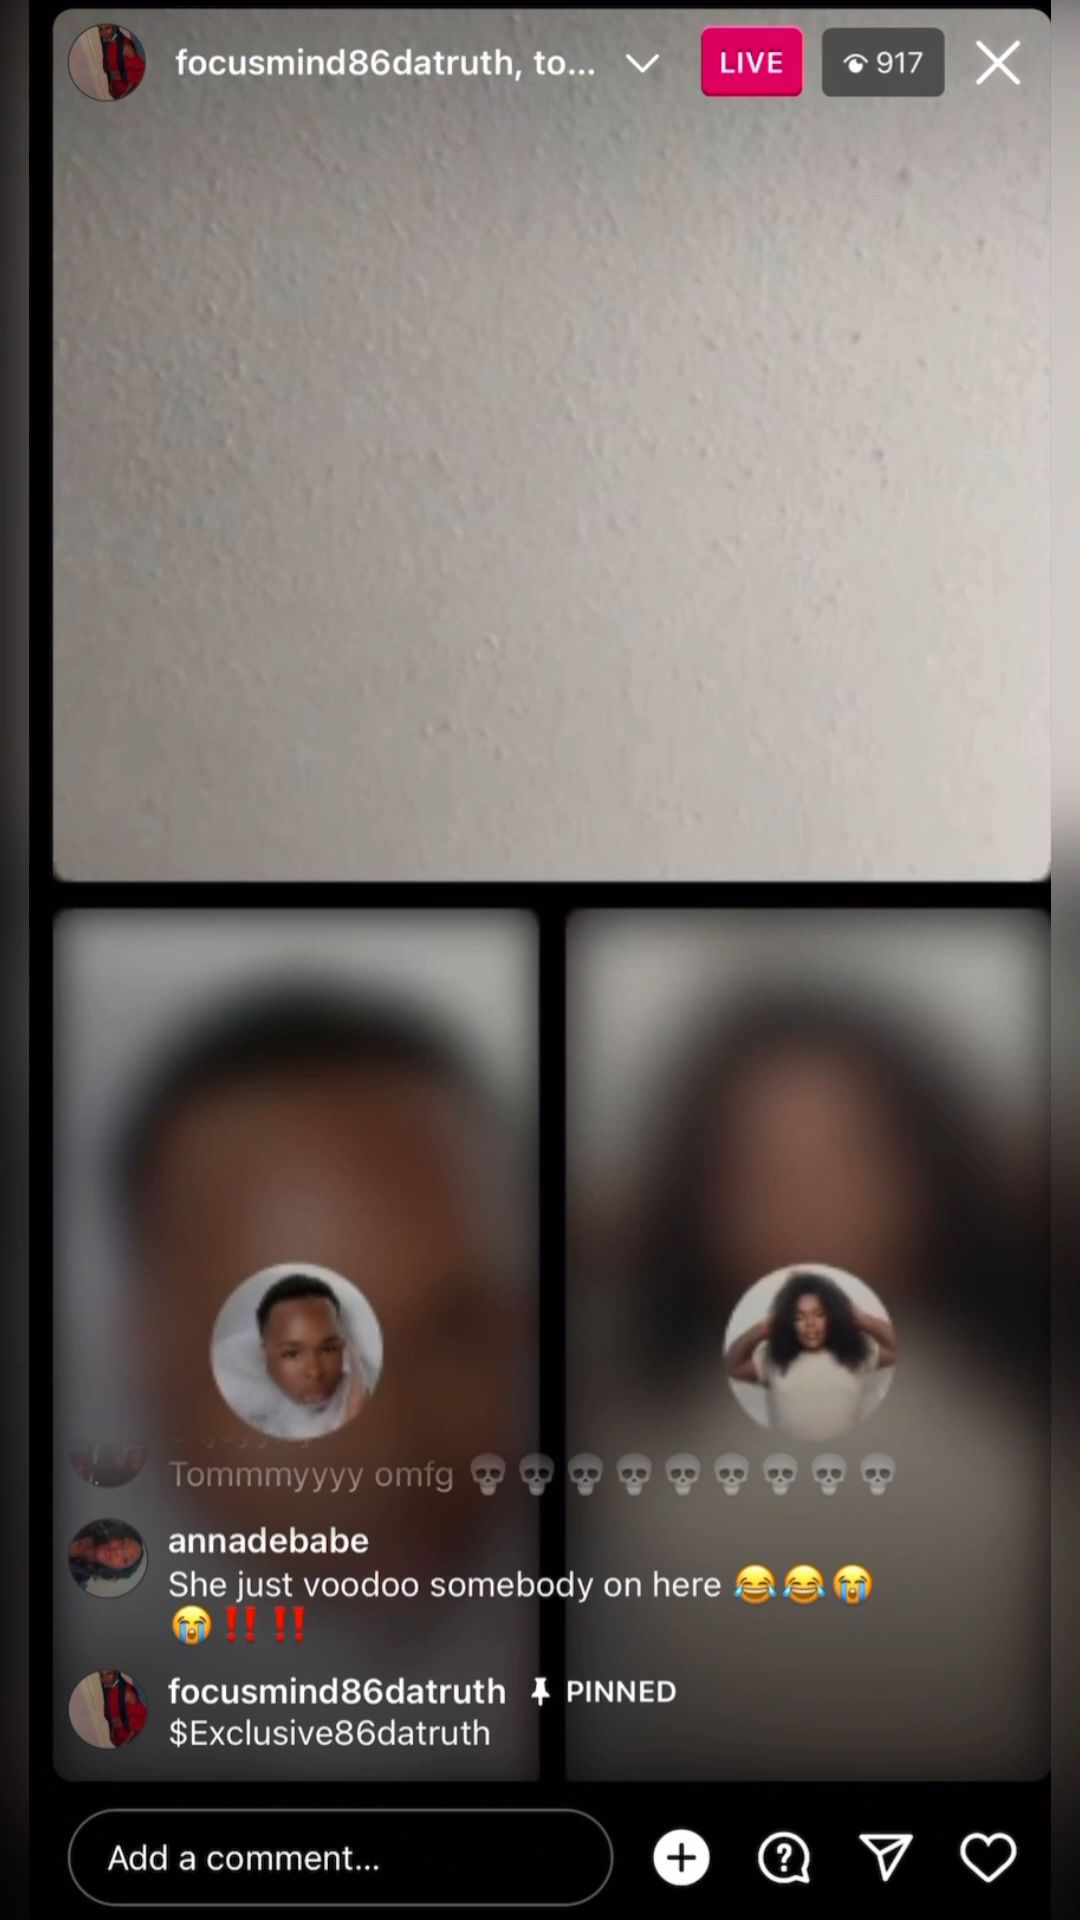 focusmind86datruth, to...
LIVE
917
Tommmyyyy omfg 💀💀💀💀💀💀💀💀💀
annadebabe
She just voodoo somebody on here 😂😂😭
😭‼️‼️
focusmind86datruth PINNED
$Exclusive86datruth
Add a comment...